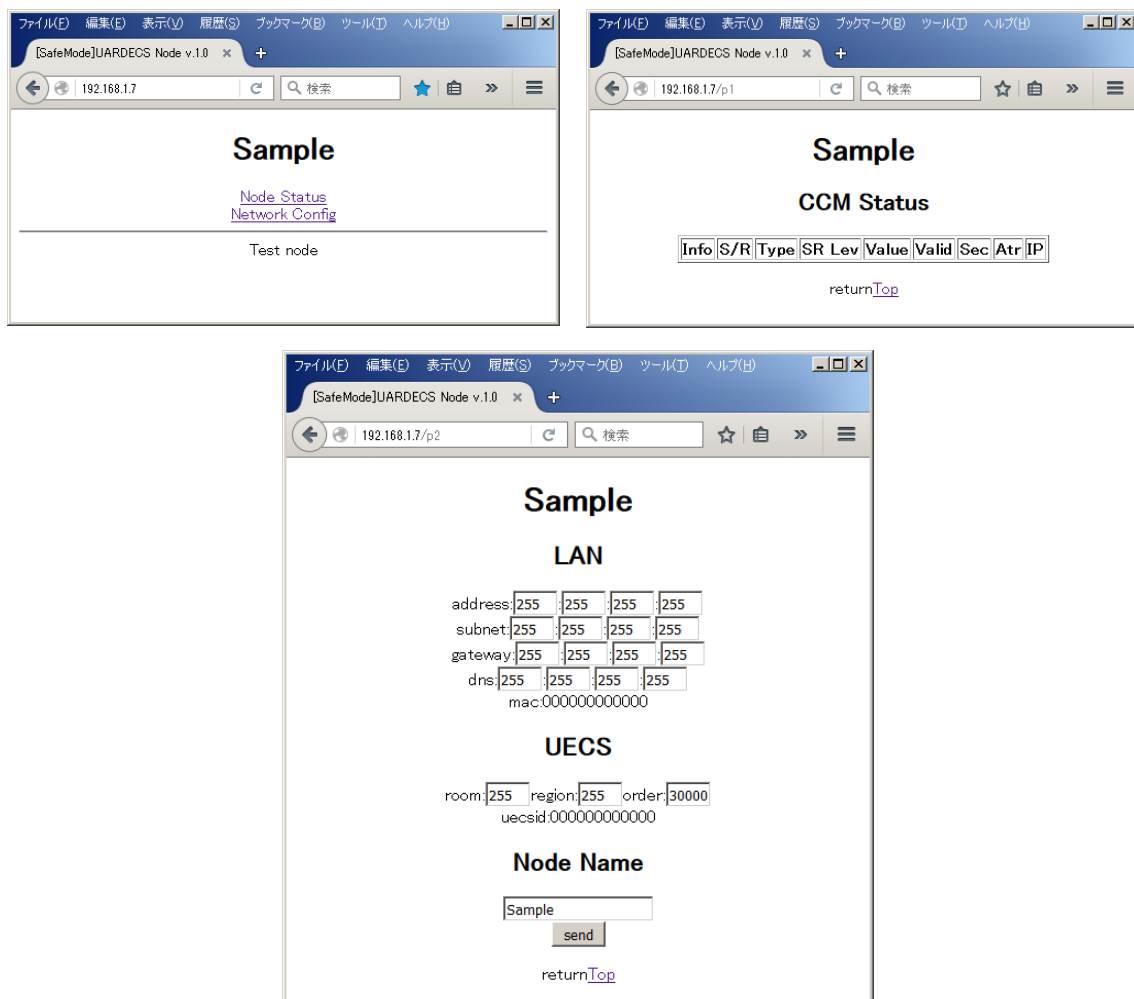 ファイル(F) 編集(E) 表示(V) 履歴(S) ブックマーク(B) ツール(T) ヘルプ(H)
[SafeMode]UARDECS Node v.1.0
192.168.1.7 検索
Sample
Node Status
Network Config
Test node
ファイル(F) 編集(E) 表示(V) 履歴(S) ブックマーク(B) ツール(T) ヘルプ(H)
[SafeMode]UARDECS Node v.1.0
192.168.1.7/p1 検索
Sample
CCM Status
Info S/R Type SR Lev Value Valid Sec Atr IP
returnTop
ファイル(F) 編集(E) 表示(V) 履歴(S) ブックマーク(B) ツール(T) ヘルプ(H)
[SafeMode]UARDECS Node v.1.0
192.168.1.7/p2 検索
Sample
LAN
address:255 :255 :255 :255
subnet:255 :255 :255 :255
gateway:255 :255 :255 :255
dns:255 :255 :255 :255
mac:000000000000
UECS
room:255 region:255 order:30000
uecsid:000000000000
Node Name
Sample
send
returnTop